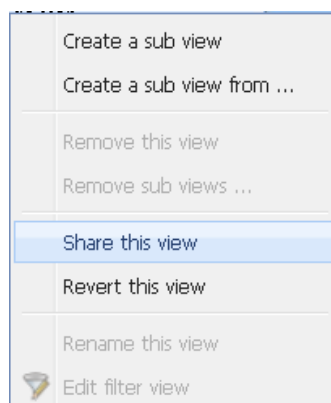 Create a sub view
Create a sub view from ...
Remove this view
Remove sub views ...
Share this view
Revert this view
Rename this view
Edit filter view